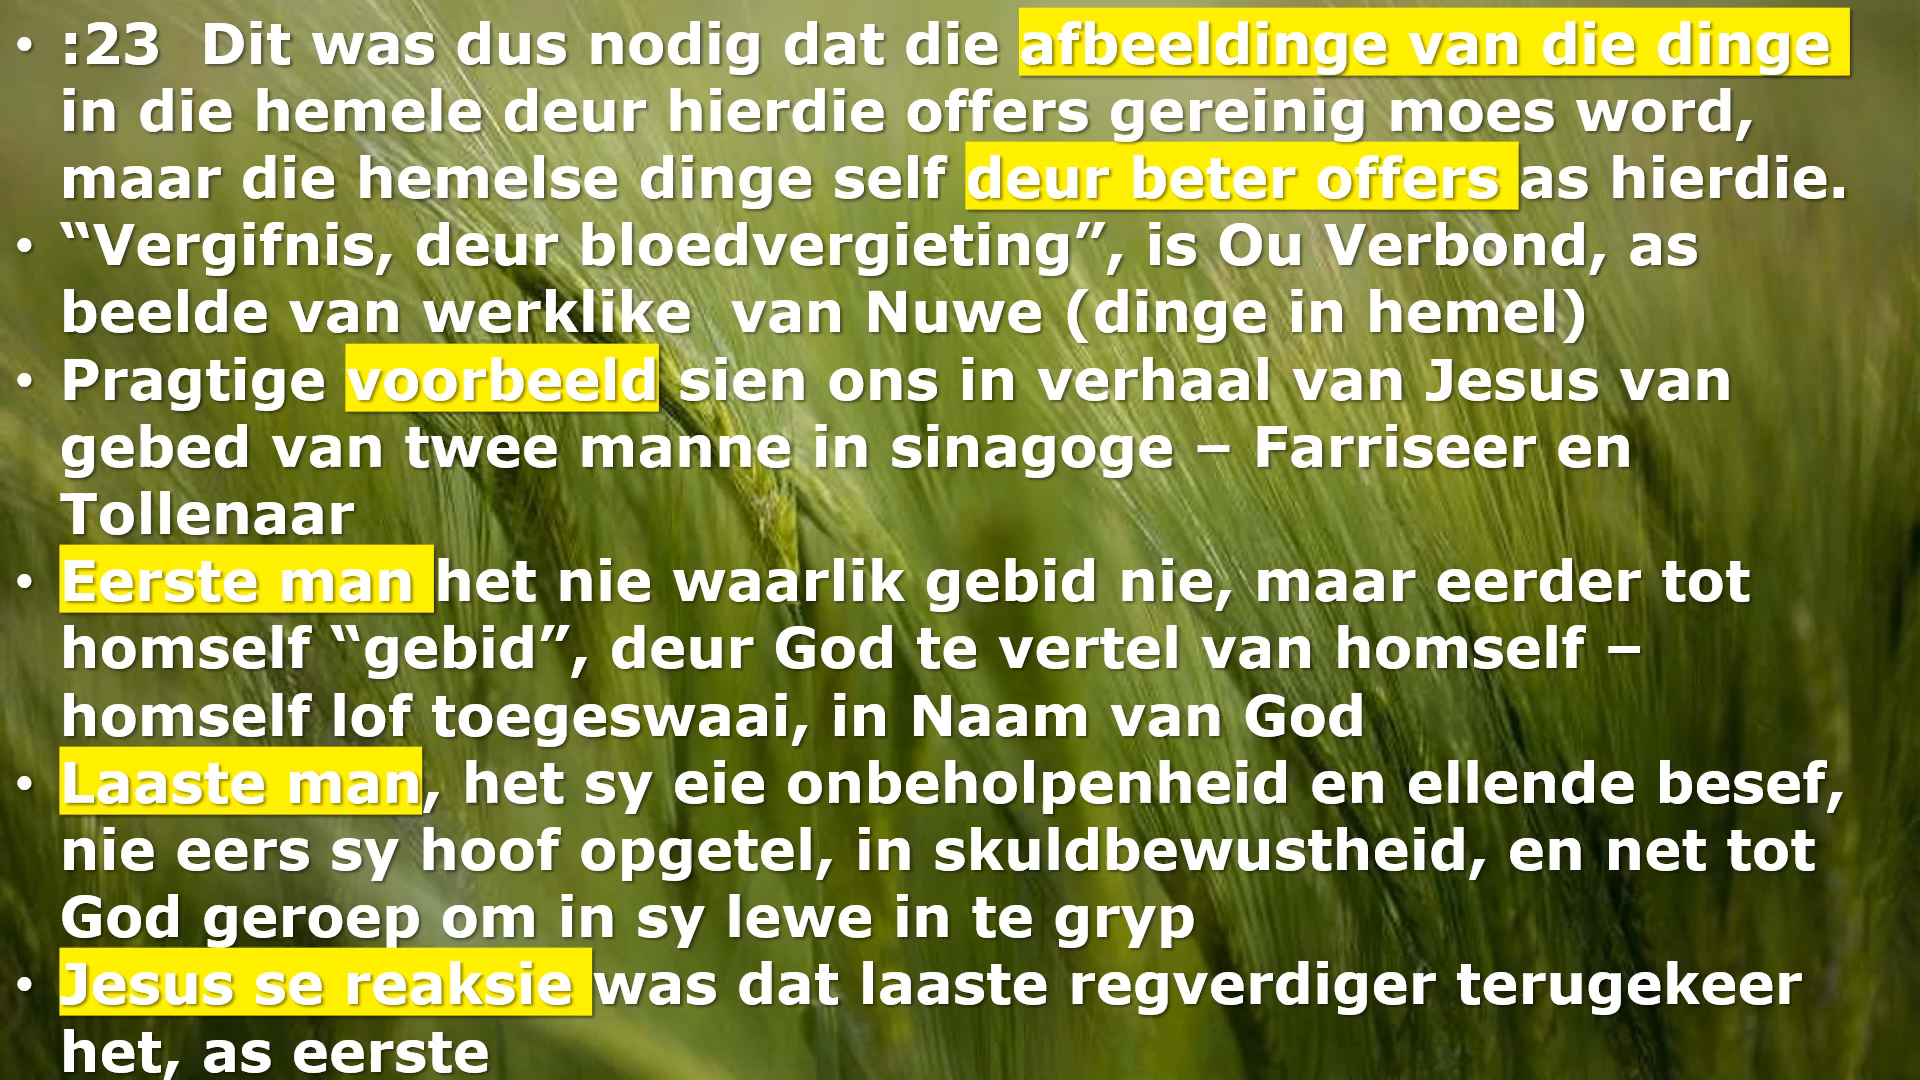 • :23  Dit was dus nodig dat die afbeeldinge van die dinge
in die hemele deur hierdie offers gereinig moes word,
maar die hemelse dinge self deur beter offers as hierdie.
• “Vergifnis, deur bloedvergieting”, is Ou Verbond, as
beelde van werklike  van Nuwe (dinge in hemel)
• Pragtige voorbeeld sien ons in verhaal van Jesus van
gebed van twee manne in sinagoge – Farriseer en
Tollenaar
• Eerste man het nie waarlik gebid nie, maar eerder tot
homself “gebid”, deur God te vertel van homself –
homself lof toegeswaai, in Naam van God
• Laaste man, het sy eie onbeholpenheid en ellende besef,
nie eers sy hoof opgetel, in skuldbewustheid, en net tot
God geroep om in sy lewe in te gryp
• Jesus se reaksie was dat laaste regverdiger terugekeer
het, as eerste